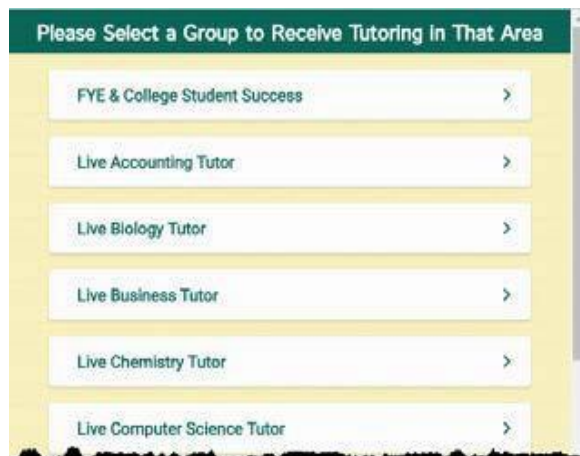 Please Select a Group to Receive Tutoring in That Area
FYE & College Student Success
Live Accounting Tutor
Live Biology Tutor
Live Business Tutor
Live Chemistry Tutor
Live Computer Science Tutor